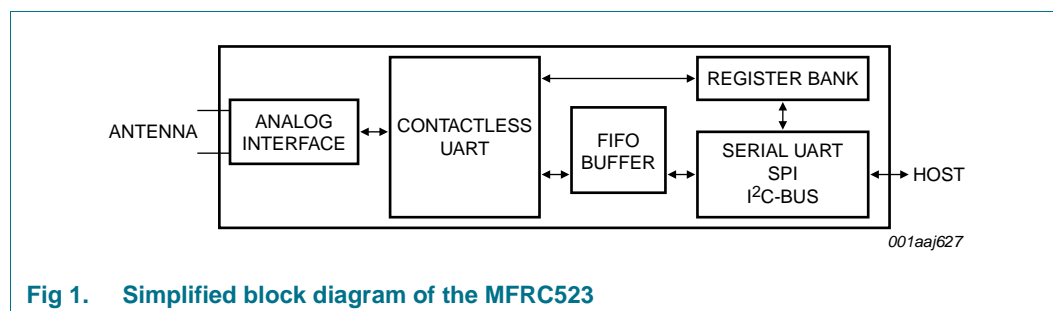 ANTENNA
ANALOG
INTERFACE
CONTACTLESS
UART
FIFO
BUFFER
REGISTER BANK
SERIAL UART
SPI
I²C-BUS
HOST
001aaj627
Fig 1. Simplified block diagram of the MFRC523